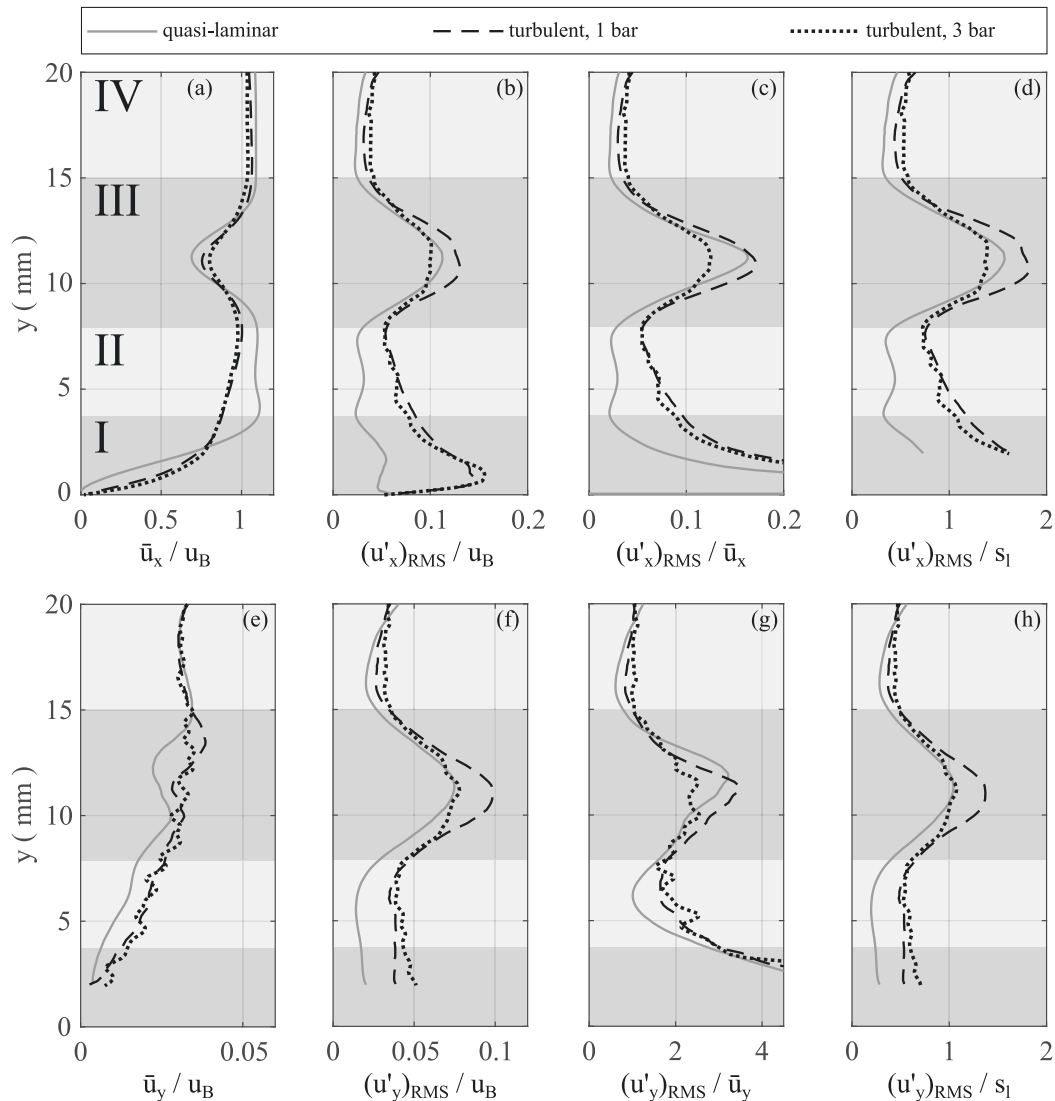 quasi-laminar turbulent, 1 bar turbulent, 3 bar
20 IV (a) (b) (c) (d)
15
III
10
II
5
I
0
0 0.5 1 0 0.1 0.2 0 0.1 0.2 0 1 2
y ( mm )
ū_x / u_B (u'_x)_RMS / u_B (u'_x)_RMS / ū_x (u'_x)_RMS / s_l
20 (e) (f) (g) (h)
15
10
5
0
0 0.05 0 0.05 0.1 0 2 4 0 1 2
y ( mm )
ū_y / u_B (u'_y)_RMS / u_B (u'_y)_RMS / ū_y (u'_y)_RMS / s_l